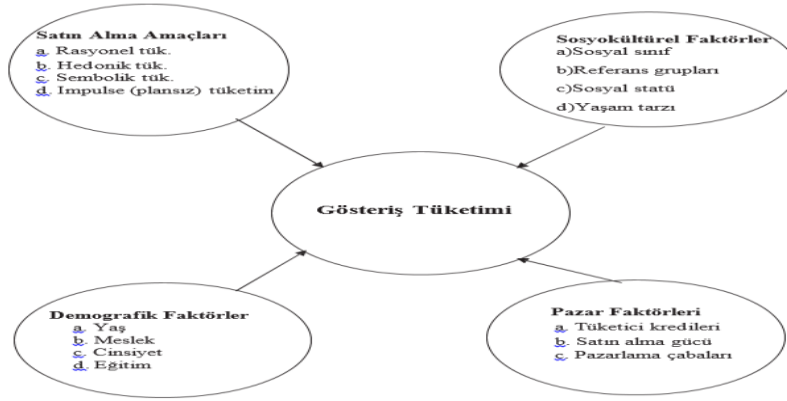 Satın Alma Amaçları
a. Rasyonel tük.
b. Hedonik tük.
c. Sembolik tük.
d. Impulse (plansız) tüketim
Sosyokültürel Faktörler
a)Sosyal sınıf
b)Referans grupları
c)Sosyal statü
d)Yaşam tarzı
Gösteriş Tüketimi
Demografik Faktörler
a. Yaş
b. Meslek
c. Cinsiyet
d. Eğitim
Pazar Faktörleri
a. Tüketici kredileri
b. Satın alma gücü
c. Pazarlama çabaları